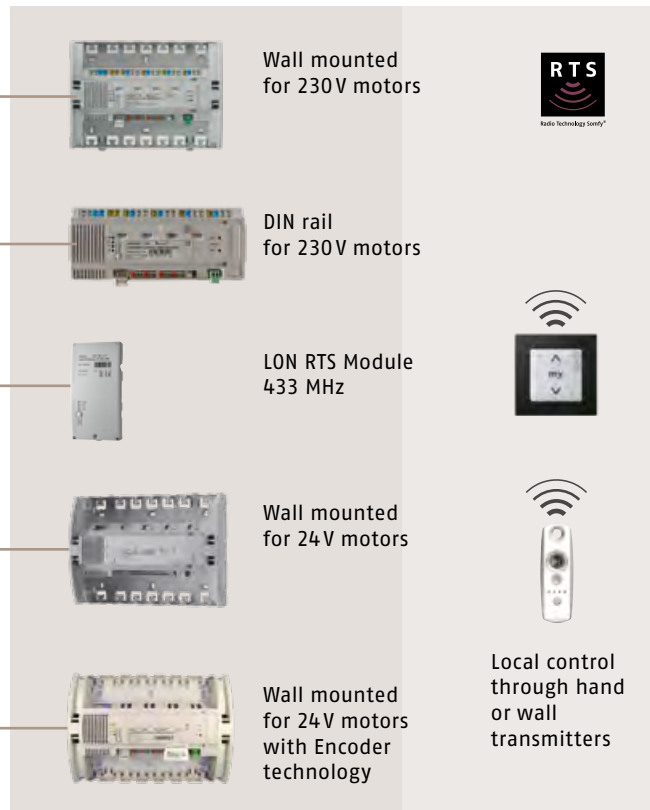 Wall mounted
for 230 V motors
RTS
Radio Technology Somfy®
DIN rail
for 230 V motors
LON RTS Module
433 MHz
my
Wall mounted
for 24 V motors
Wall mounted
for 24 V motors
with Encoder
technology
Local control
through hand
or wall
transmitters